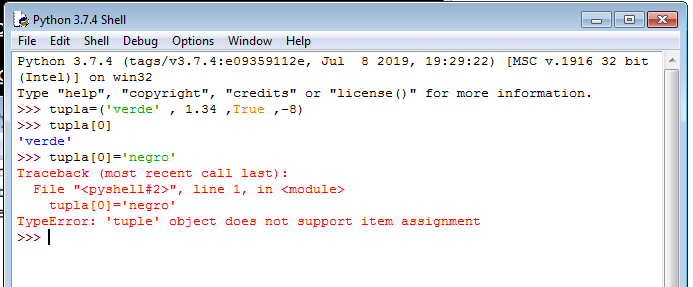 Python 3.7.4 Shell
File Edit Shell Debug Options Window Help
Python 3.7.4 (tags/v3.7.4:e09359112e, Jul  8 2019, 19:29:22) [MSC v.1916 32 bit
(Intel)] on win32
Type "help", "copyright", "credits" or "license()" for more information.
>>> tupla=('verde' , 1.34 ,True ,-8)
>>> tupla[0]
'verde'
>>> tupla[0]='negro'
Traceback (most recent call last):
  File "<pyshell#2>", line 1, in <module>
    tupla[0]='negro'
TypeError: 'tuple' object does not support item assignment
>>>